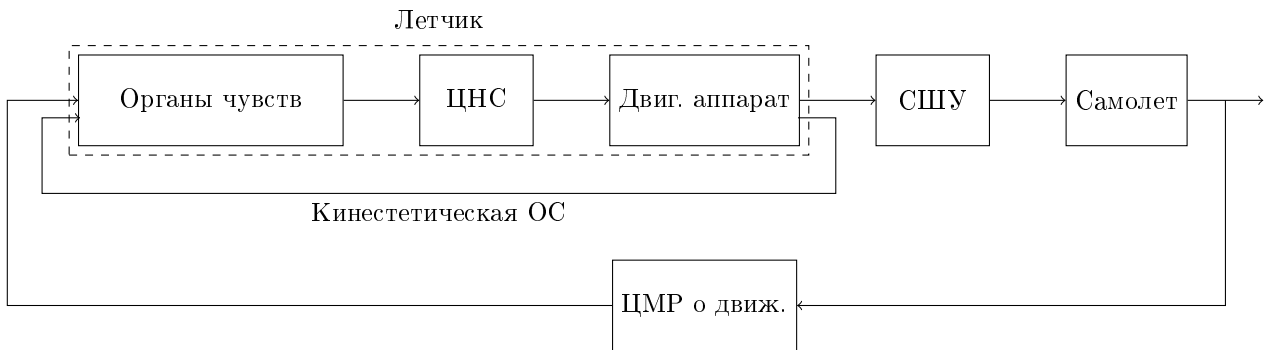 Летчик
Органы чувств
ЦНС
Двиг. аппарат
СШУ
Самолет
Кинестетическая ОС
ЦМР о движ.